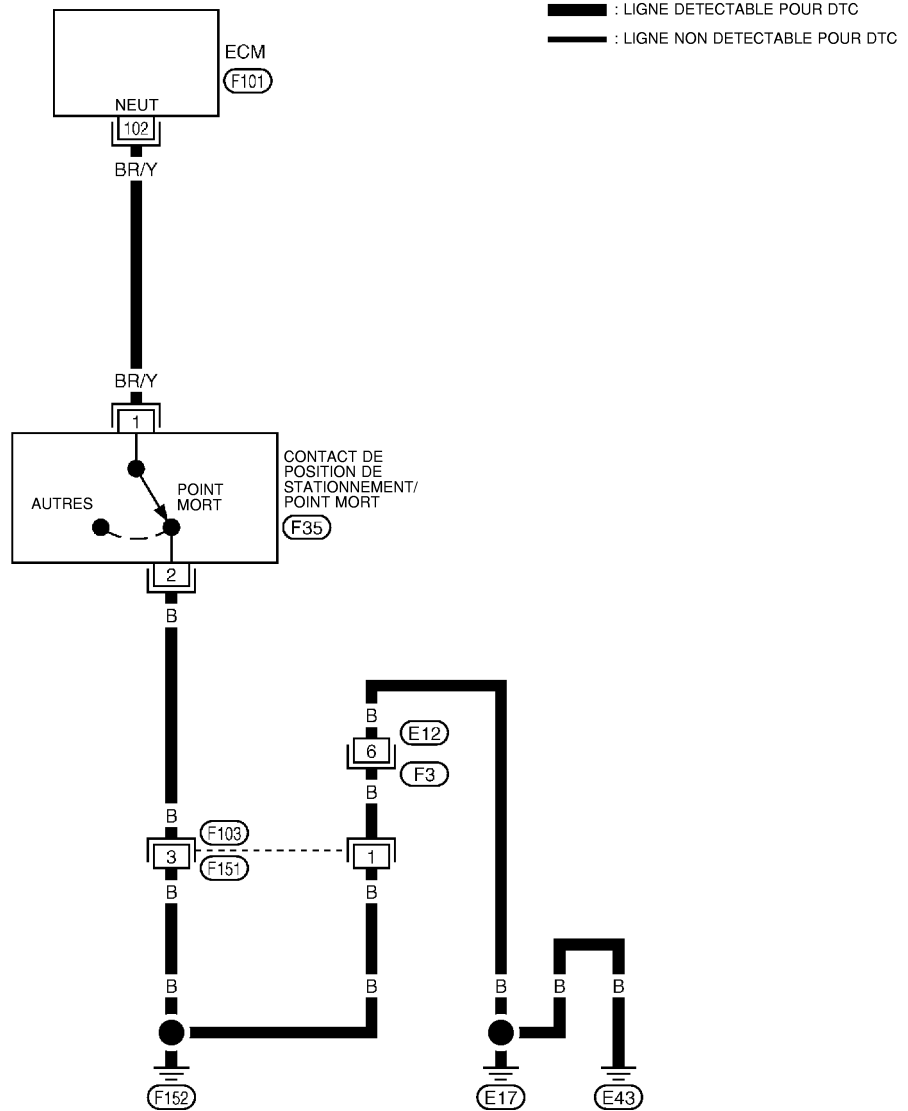 : LIGNE DETECTABLE POUR DTC
: LIGNE NON DETECTABLE POUR DTC
ECM
F101
NEUT
102
BR/Y
BR/Y
1
CONTACT DE
POSITION DE
STATIONNEMENT/
POINT MORT
F35
AUTRES
POINT
MORT
2
B
B
6
E12
F3
B
B
3
F103
F151
1
B
B
B
B
B
B
B
F152
E17
E43